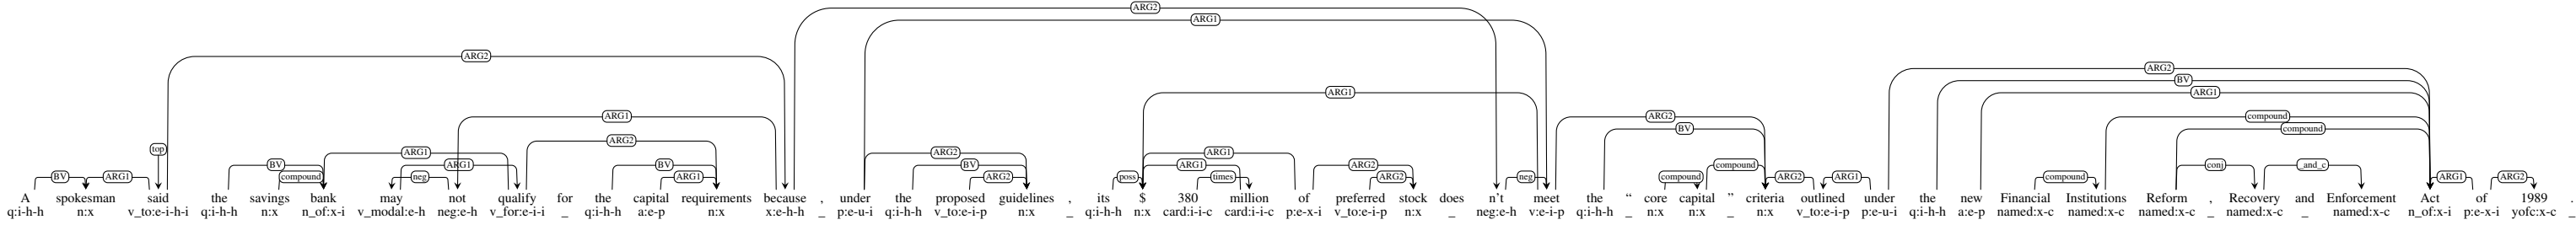 ARG2
ARG1
ARG2 ARG2
BV
ARG1 ARG1
ARG1 ARG2 compound
ARG2 BV compound
top ARG1 ARG2 ARG1
BV ARG1 BV BV ARG1 ARG2 compound conj _and_c
BV ARG1 compound neg ARG1 ARG2 poss times ARG2 neg compound ARG2 ARG1 compound ARG1 ARG2
A spokesman said the savings bank may not qualify for the capital requirements because , under the proposed guidelines , its $ 380 million of preferred stock does n't meet the “ core capital ” criteria outlined under the new Financial Institutions Reform , Recovery and Enforcement Act of 1989 .
q:i-h-h n:x v_to:e-i-h-i q:i-h-h n:x n_of:x-i v_modal:e-h neg:e-h v_for:e-i-i _ q:i-h-h a:e-p n:x x:e-h-h _ p:e-u-i q:i-h-h v_to:e-i-p n:x _ q:i-h-h n:x card:i-i-c card:i-i-c p:e-x-i v_to:e-i-p n:x _ neg:e-h v:e-i-p q:i-h-h _ n:x n:x _ n:x v_to:e-i-p p:e-u-i q:i-h-h a:e-p named:x-c named:x-c named:x-c _ named:x-c _ named:x-c n_of:x-i p:e-x-i yofc:x-c _